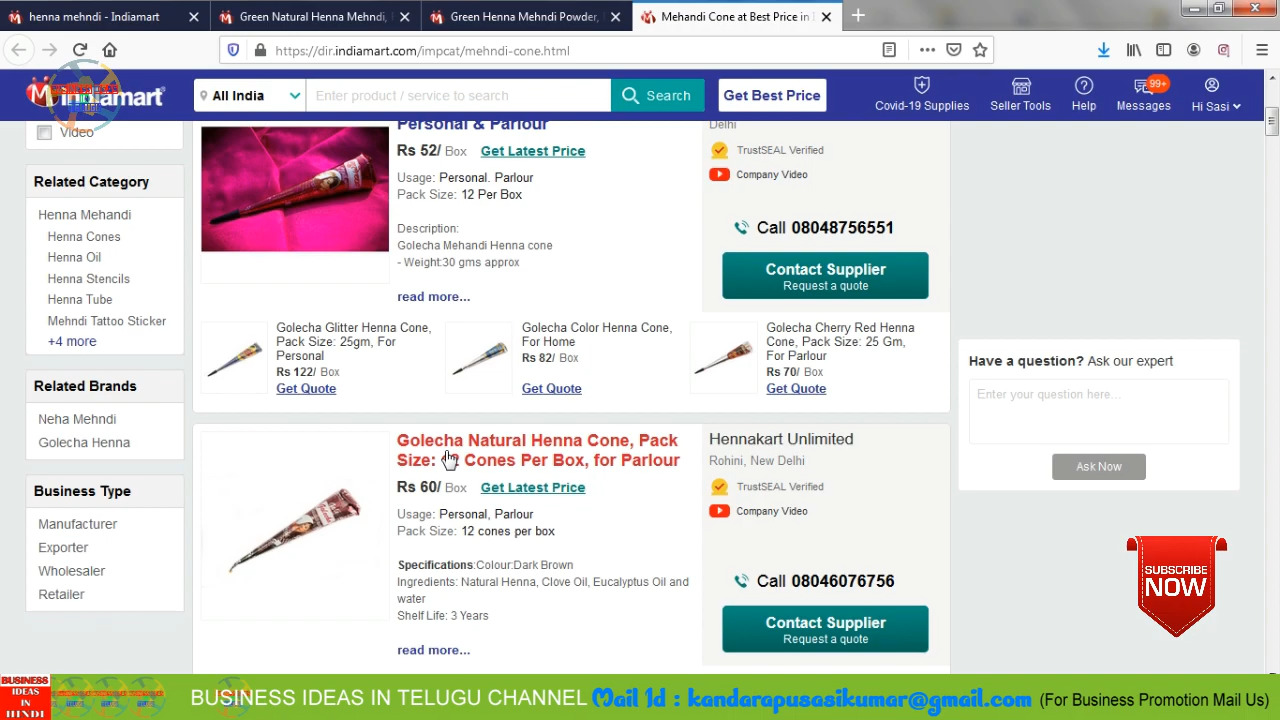 henna mehndi - Indiamart
Green Natural Henna Mehndi,
Green Henna Mehndi Powder,
Mehandi Cone at Best Price in
https://dir.indiamart.com/impcat/mehndi-cone.html
indiamart
All India
Enter product / service to search
Search
Get Best Price
Covid-19 Supplies
Seller Tools
Help
99+
Messages
Hi Sasi
Video
Related Category
Henna Mehandi
Henna Cones
Henna Oil
Henna Stencils
Henna Tube
Mehndi Tattoo Sticker
+4 more
Related Brands
Neha Mehndi
Golecha Henna
Business Type
Manufacturer
Exporter
Wholesaler
Retailer
Personal & Parlour
Rs 52/ Box Get Latest Price
Usage: Personal. Parlour
Pack Size: 12 Per Box
Description:
Golecha Mehandi Henna cone
- Weight:30 gms approx
read more...
Delhi
TrustSEAL Verified
Company Video
Call 08048756551
Contact Supplier
Request a quote
Golecha Glitter Henna Cone,
Pack Size: 25gm, For
Personal
Rs 122/ Box
Get Quote
Golecha Color Henna Cone,
For Home
Rs 82/ Box
Get Quote
Golecha Cherry Red Henna
Cone, Pack Size: 25 Gm,
For Parlour
Rs 70/ Box
Get Quote
Golecha Natural Henna Cone, Pack
Size: 12 Cones Per Box, for Parlour
Rs 60/ Box Get Latest Price
Usage: Personal, Parlour
Pack Size: 12 cones per box
Specifications:Colour:Dark Brown
Ingredients: Natural Henna, Clove Oil, Eucalyptus Oil and
water
Shelf Life: 3 Years
read more...
Hennakart Unlimited
Rohini, New Delhi
TrustSEAL Verified
Company Video
Call 08046076756
Contact Supplier
Request a quote
Have a question? Ask our expert
Enter your question here...
Ask Now
SUBSCRIBE
NOW
BUSINESS
IDEAS
IN
HINDI
BUSINESS IDEAS IN TELUGU CHANNEL Mail Id : kandarapusasikumar@gmail.com (For Business Promotion Mail Us)